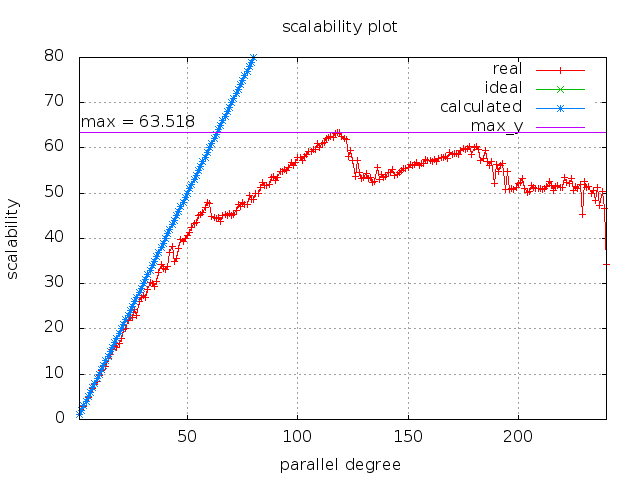 scalability plot
80
70
60
50
40
30
20
10
0
scalability
max = 63.518
real
ideal
calculated
max_y
50
100
150
200
parallel degree